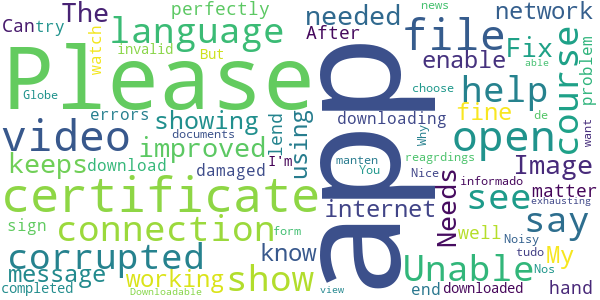 perfectly
news
network
Can
try
The
language
needed
After
file
Fix
course
problem
able
watch
invalid
But
Please
app
enable
help
Globe
errors
showing
lend
using
downloading
fine
choose
de
open
want
video
documents
improved
Why
keeps
download
damaged
I'm
manten
You
reagrdings
Nice
see
Image
matter
certificate
internet
Needs
informado
exhausting
say
sign
connection
form
well
Noisy
tudo
Nos
My
corrupted
know
message
working
show
Unable
completed
Downloadable
view
end
downloaded
hand